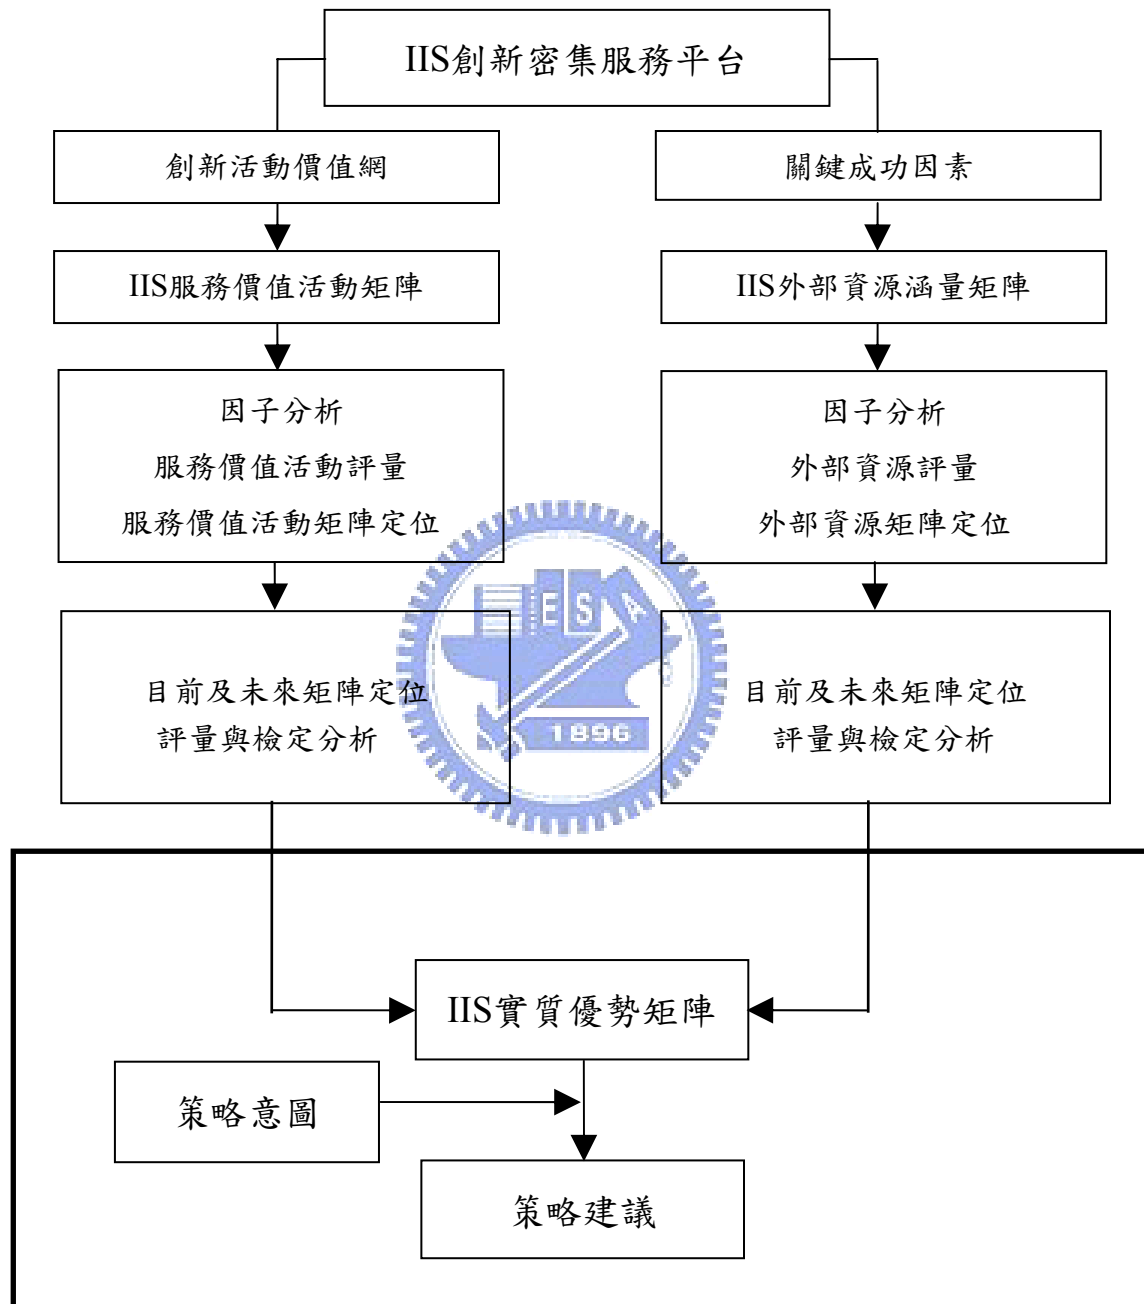 IIS創新密集服務平台
創新活動價值網
關鍵成功因素
IIS服務價值活動矩陣
IIS外部資源涵量矩陣
因子分析
服務價值活動評量
服務價值活動矩陣定位
因子分析
外部資源評量
外部資源矩陣定位
ESA
1896
目前及未來矩陣定位
評量與檢定分析
目前及未來矩陣定位
評量與檢定分析
IIS實質優勢矩陣
策略意圖
策略建議